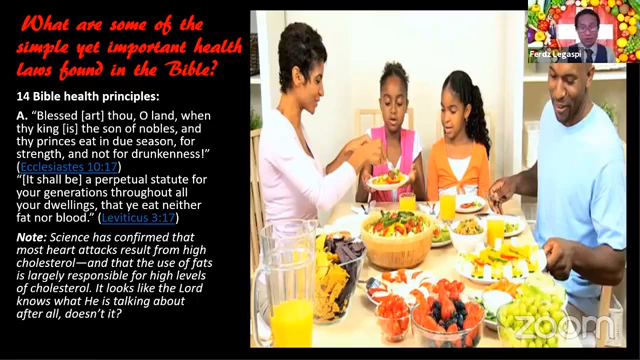 What are some of the
simple yet important health
laws found in the Bible?
14 Bible health principles:
A. “Blessed [art] thou, O land, when
thy king [is] the son of nobles, and
thy princes eat in due season, for
strength, and not for drunkenness!”
(Ecclesiastes 10:17)
“[It shall be] a perpetual statute for
your generations throughout all
your dwellings, that ye eat neither
fat nor blood.” (Leviticus 3:17)
Note: Science has confirmed that
most heart attacks result from high
cholesterol—and that the use of fats
is largely responsible for high levels
of cholesterol. It looks like the Lord
knows what He is talking about
after all, doesn’t it?
Ferdz Legaspi
zoom